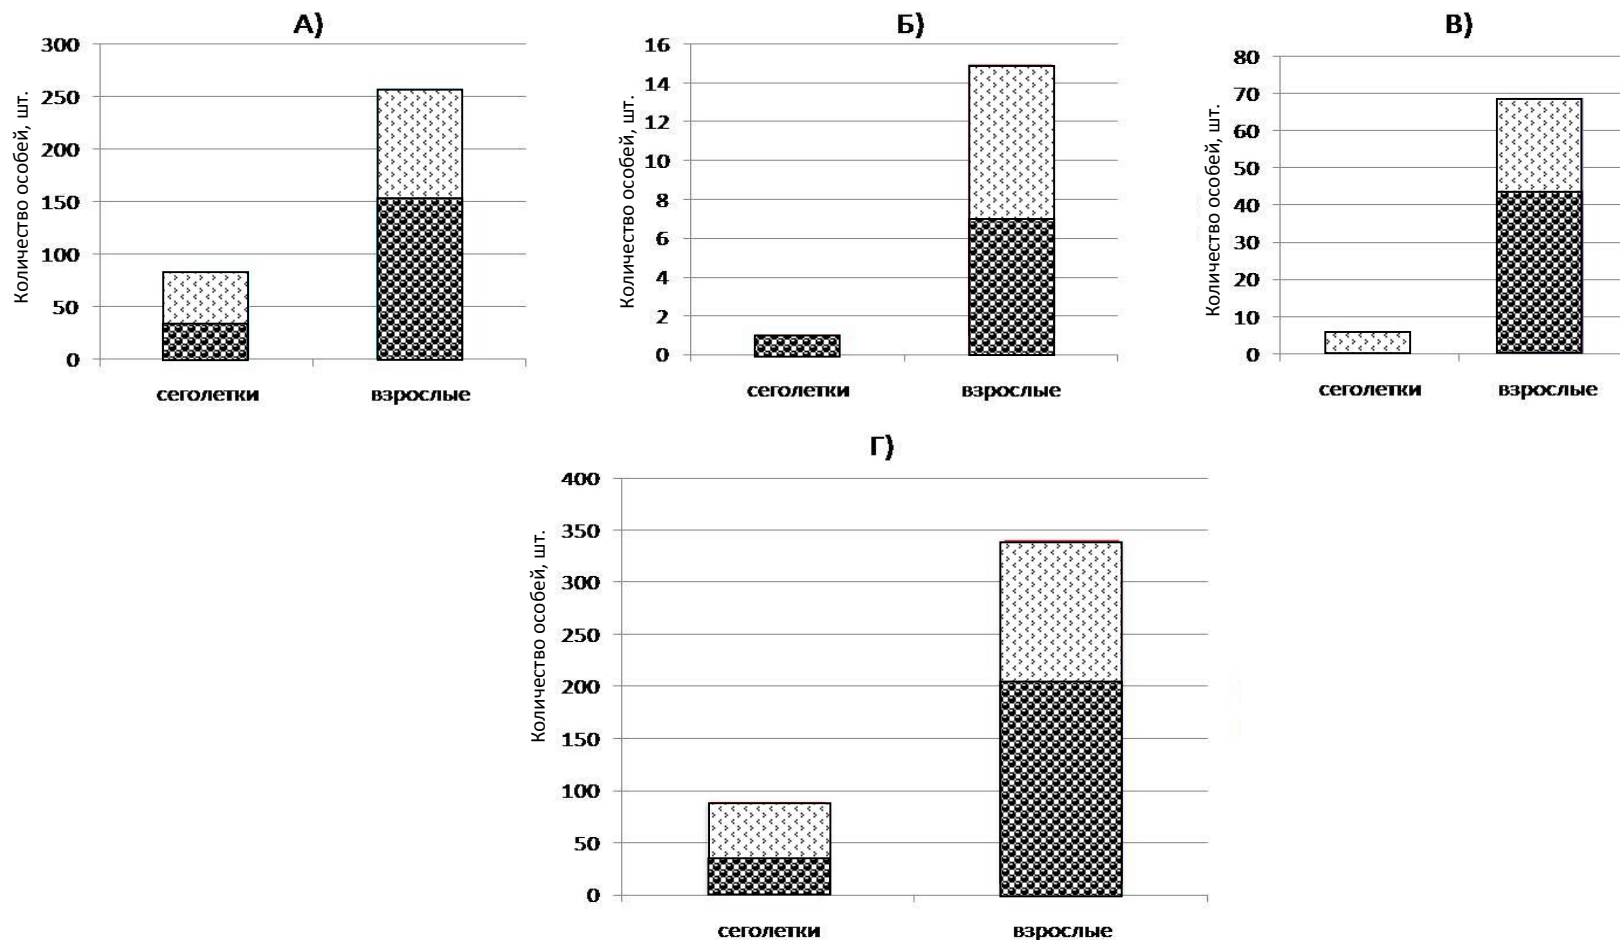 А)
300
250
200
150
100
50
0
Количество особей, шт.
сеголетки
взрослые
Б)
16
14
12
10
8
6
4
2
0
Количество особей, шт.
сеголетки
взрослые
В)
80
70
60
50
40
30
20
10
0
Количество особей, шт.
сеголетки
взрослые
Г)
400
350
300
250
200
150
100
50
0
Количество особей, шт.
сеголетки
взрослые